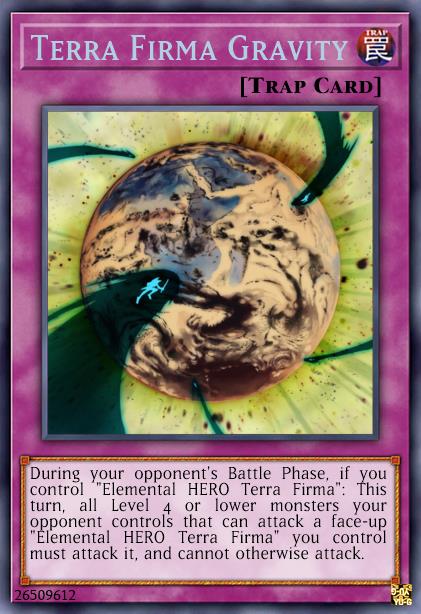 Terra Firma Gravity
TRAP
罠
[Trap Card]
During your opponent's Battle Phase, if you
control "Elemental HERO Terra Firma": This
turn, all Level 4 or lower monsters your
opponent controls that can attack a face-up
"Elemental HERO Terra Firma" you control
must attack it, and cannot otherwise attack.
26509612